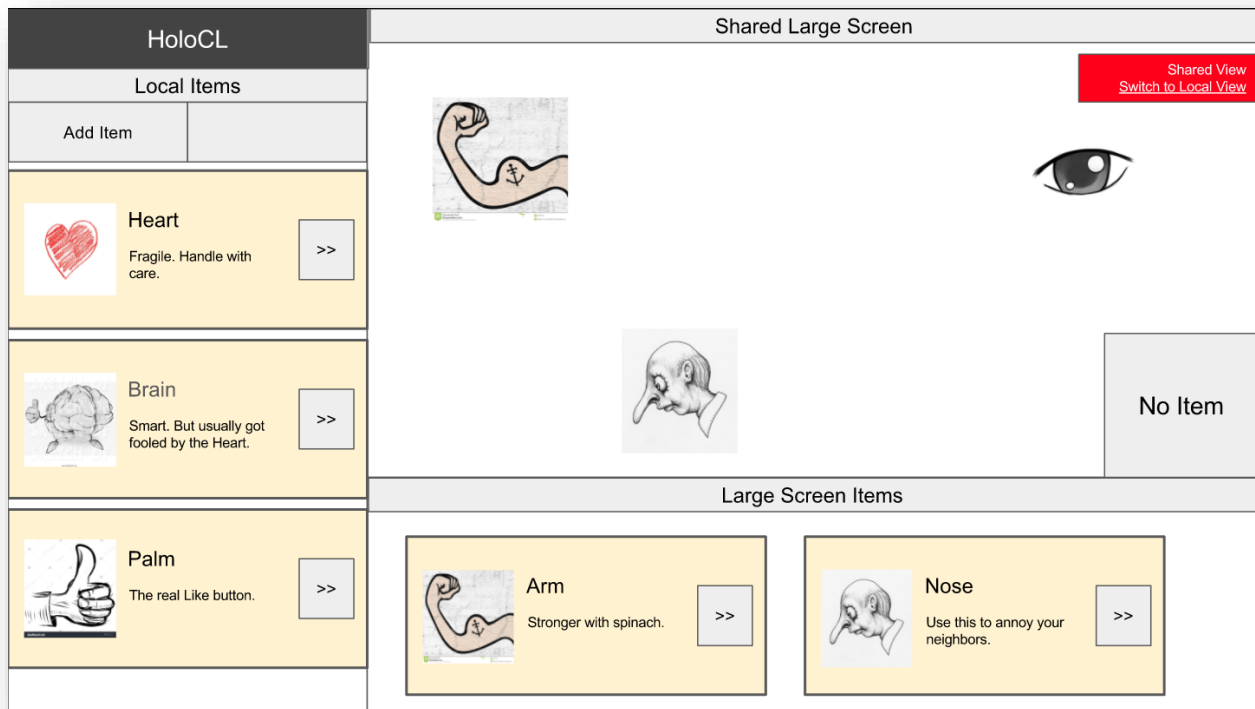 HoloCL
Local Items
Add Item
Heart
Fragile. Handle with
care.
>>
Brain
Smart. But usually got
fooled by the Heart.
>>
Palm
The real Like button.
>>
Shared Large Screen
Shared View
Switch to Local View
No Item
Large Screen Items
Arm
Stronger with spinach.
>>
Nose
Use this to annoy your
neighbors.
>>